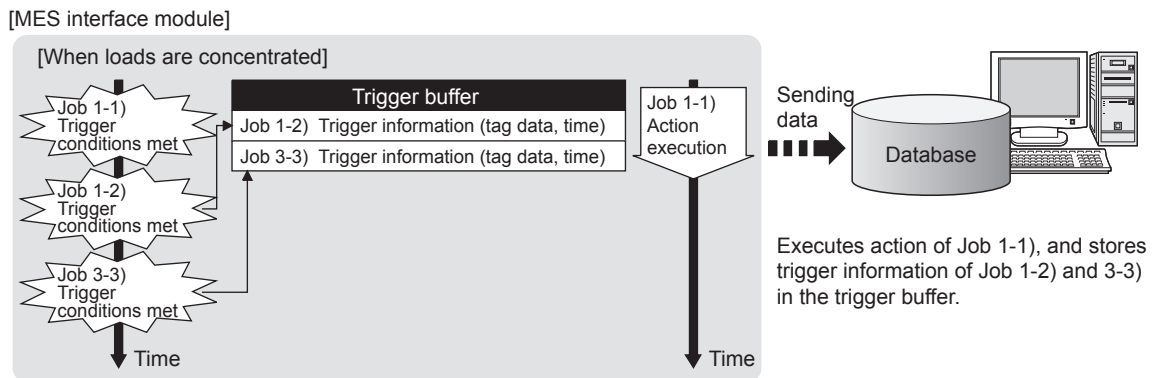 [MES interface module]
[When loads are concentrated]
Job 1-1)
Trigger
conditions met
Job 1-2)
Trigger
conditions met
Job 3-3)
Trigger
conditions met
Time
Trigger buffer
Job 1-2) Trigger information (tag data, time)
Job 3-3) Trigger information (tag data, time)
Job 1-1)
Action
execution
Time
Sending
data
Database
Executes action of Job 1-1), and stores
trigger information of Job 1-2) and 3-3)
in the trigger buffer.